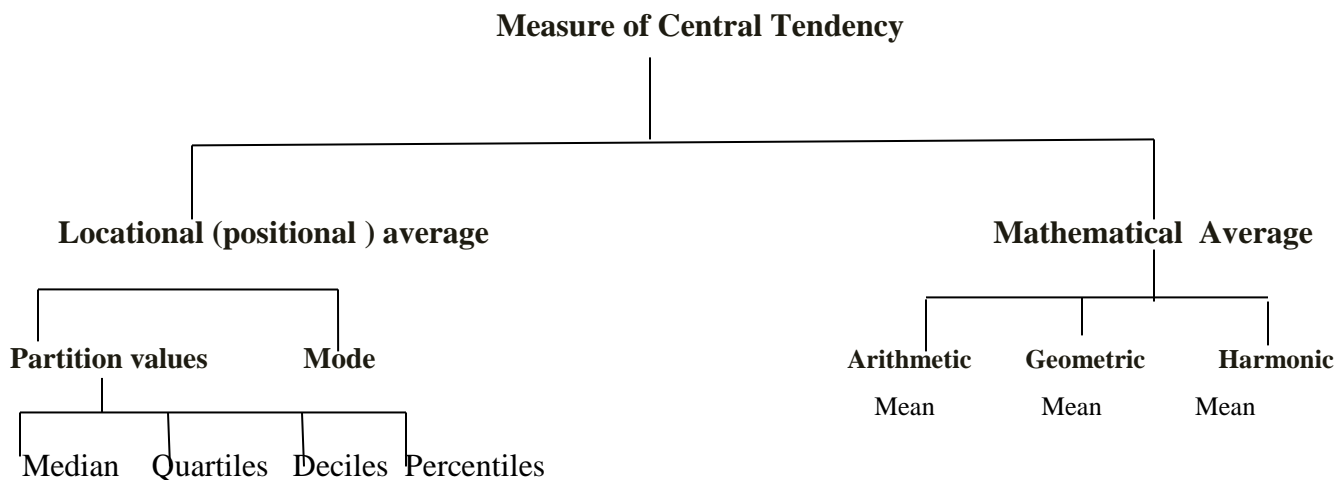 Measure of Central Tendency
Locational (positional ) average
Mathematical Average
Partition values
Mode
Arithmetic
Geometric
Harmonic
Mean
Mean
Mean
Median
Quartiles
Deciles
Percentiles